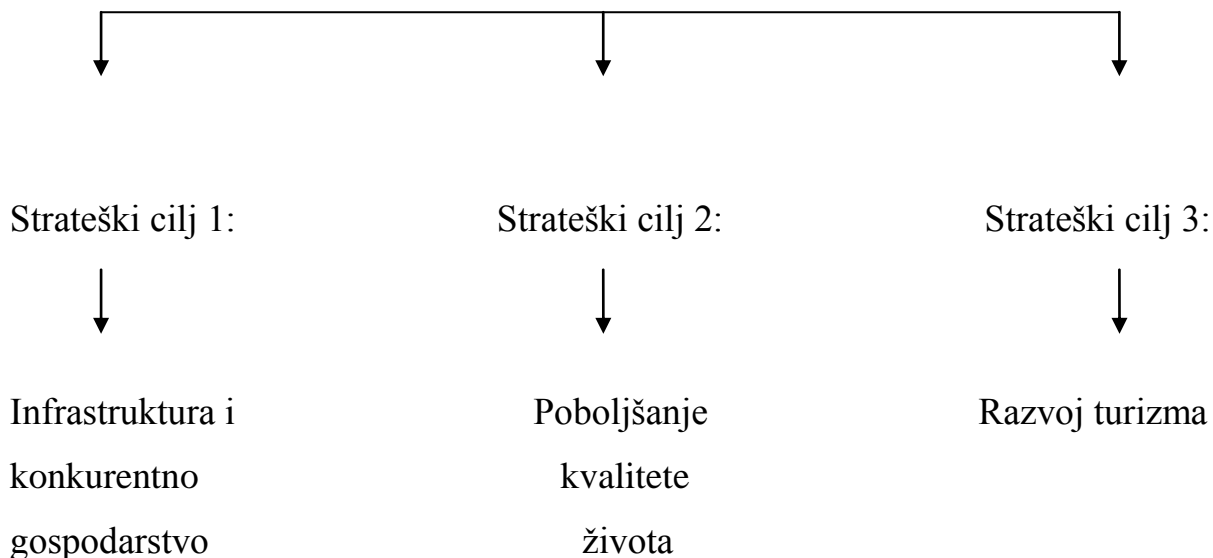 Strateški cilj 1:
Strateški cilj 2:
Strateški cilj 3:
Infrastruktura i
konkurentno
gospodarstvo
Poboljšanje
kvalitete
života
Razvoj turizma